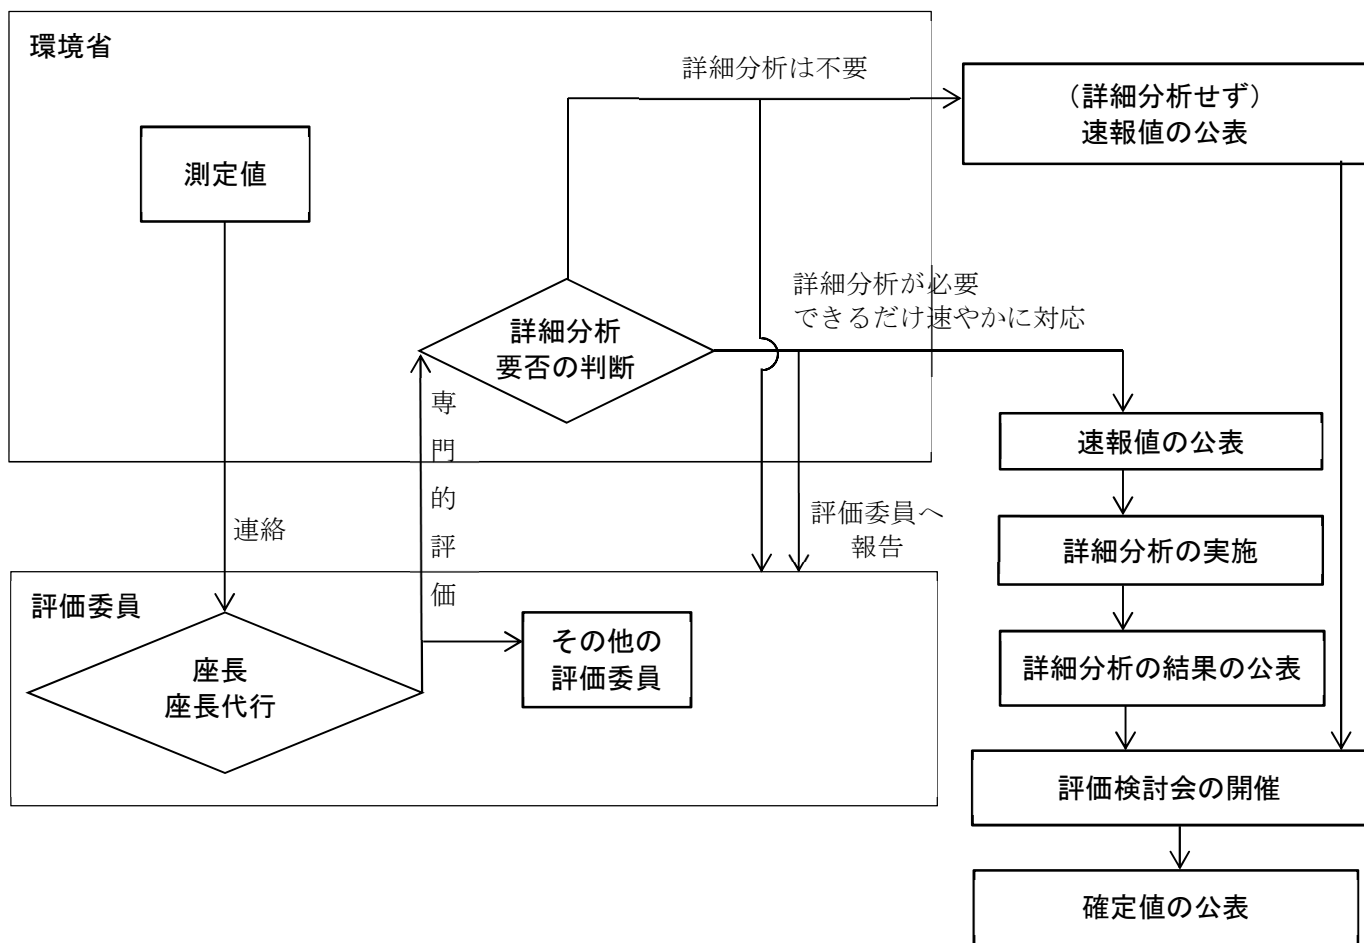 環境省
詳細分析は不要
（詳細分析せず）
速報値の公表
測定値
詳細分析が必要
できるだけ速やかに対応
詳細分析
要否の判断
専門的評価
速報値の公表
連絡
評価委員へ
報告
詳細分析の実施
評価委員
その他の
評価委員
座長
座長代行
詳細分析の結果の公表
評価検討会の開催
確定値の公表